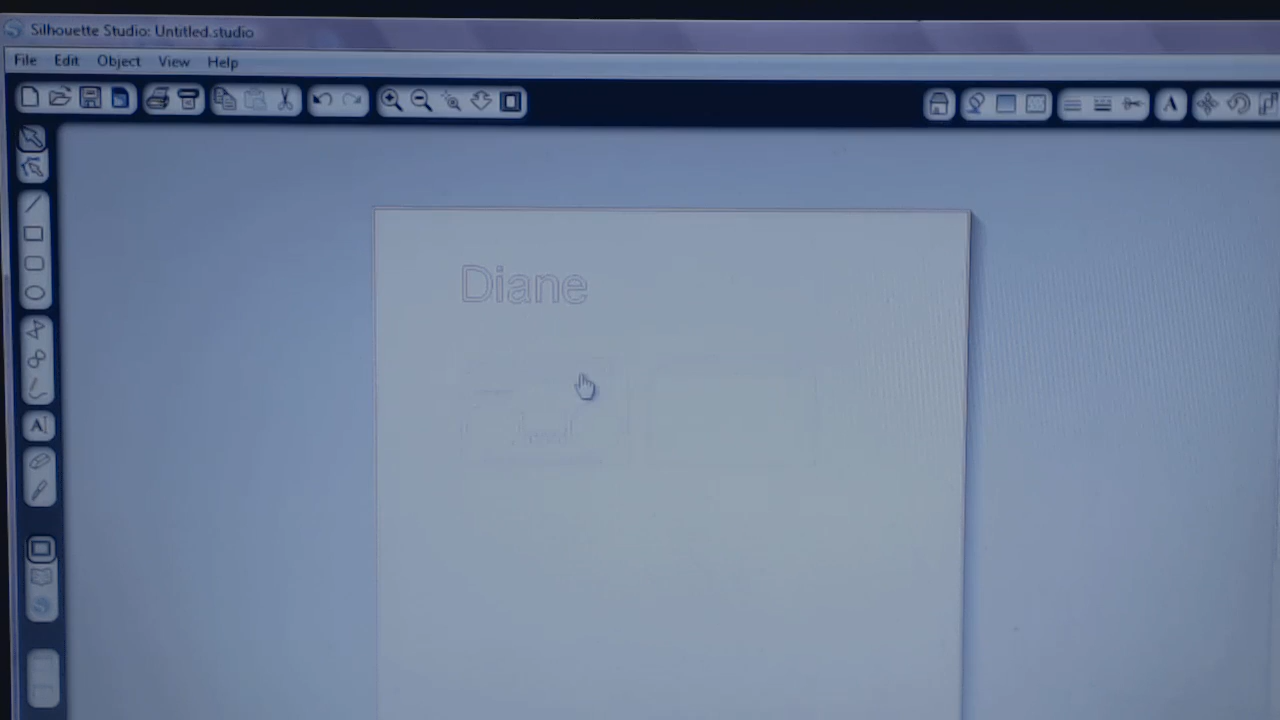 Silhouette Studio: Untitled.studio
File Edit Object View Help
A
Diane
A